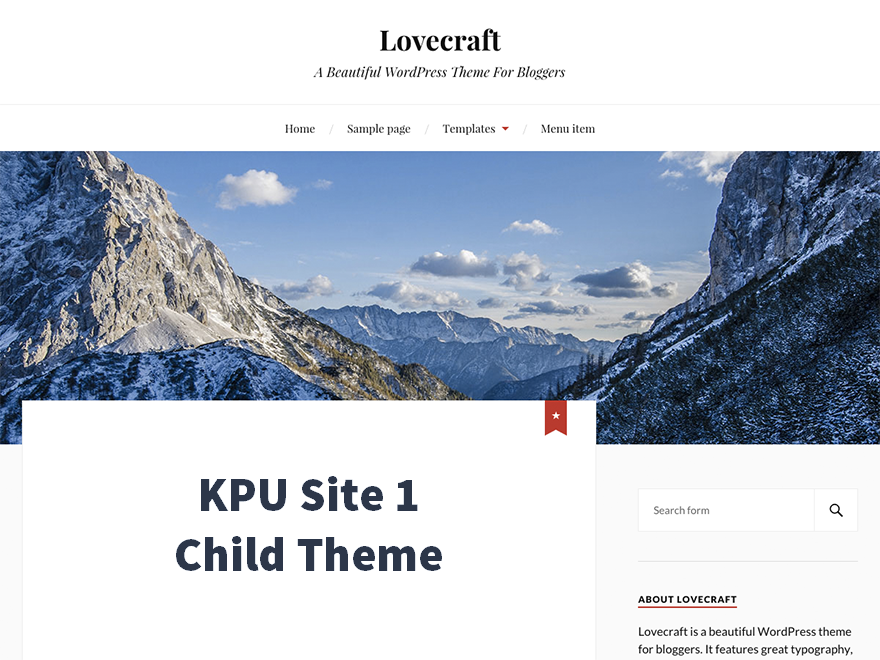 Lovecraft
A Beautiful WordPress Theme For Bloggers
Home / Sample page / Templates / Menu item
KPU Site 1
Child Theme
Search form
ABOUT LOVECRAFT
Lovecraft is a beautiful WordPress theme
for bloggers. It features great typography,